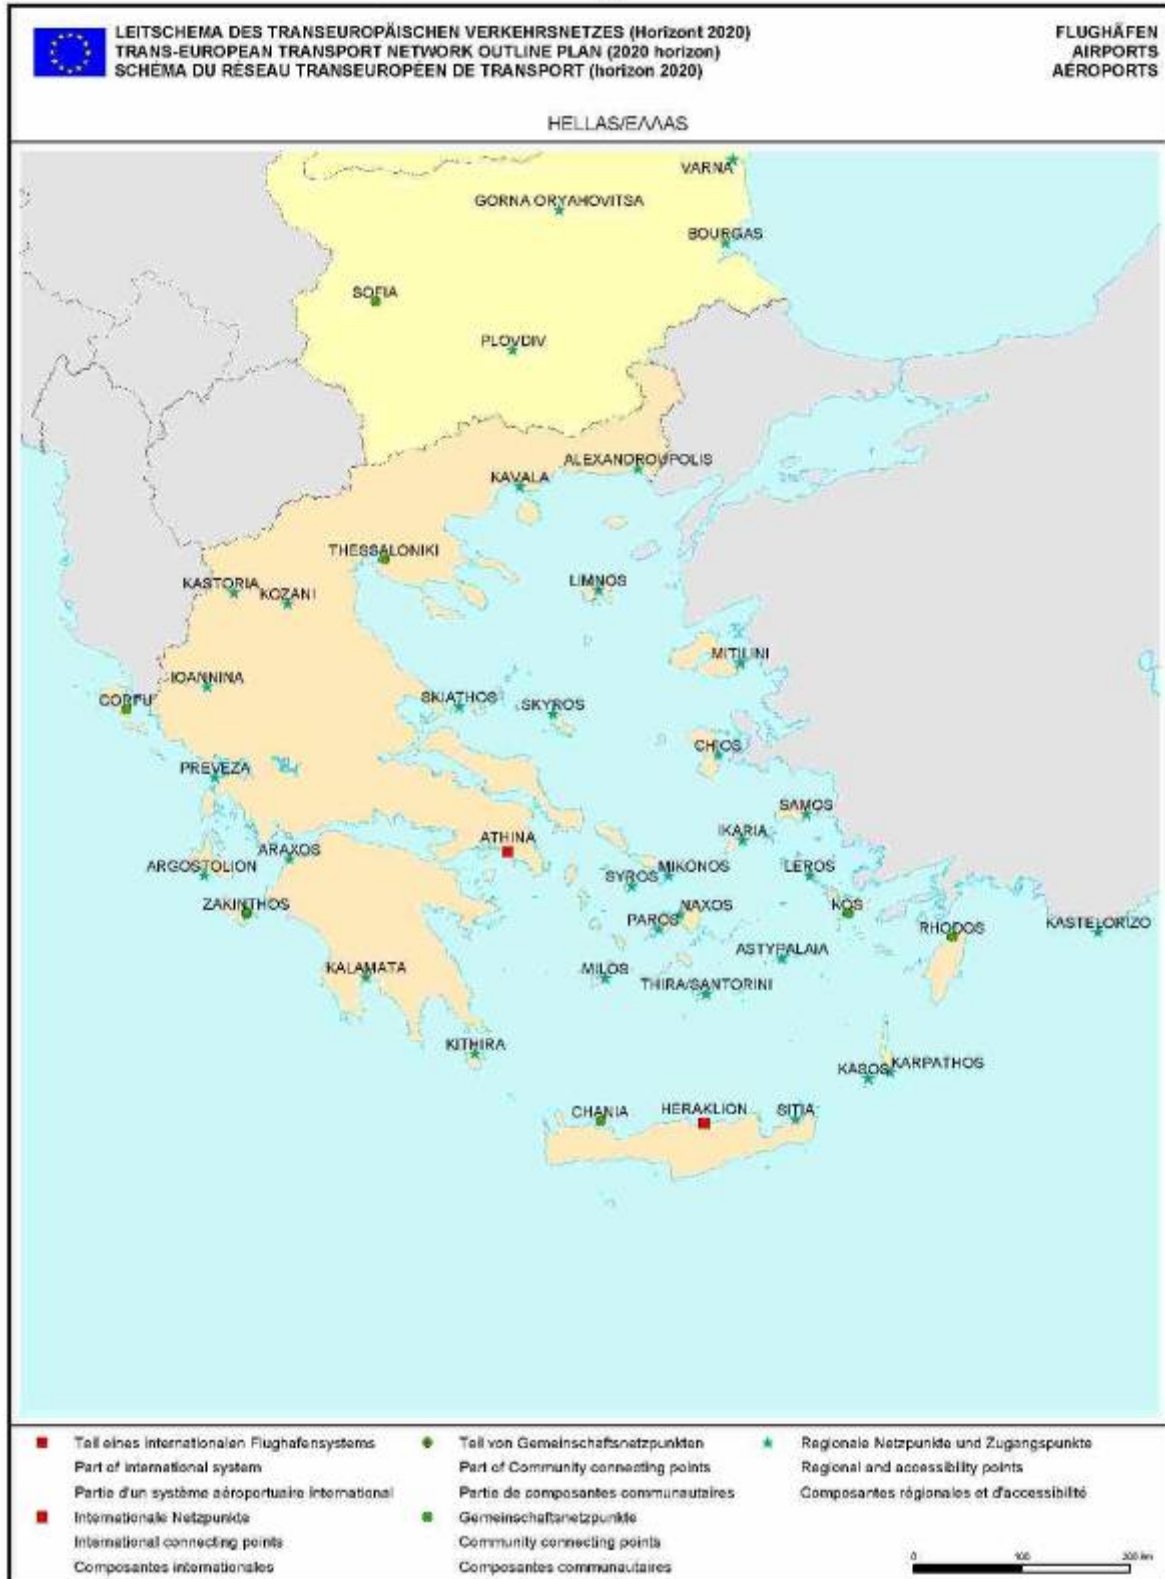 LEITSCHEMA DES TRANSEUROPÄISCHEN VERKEHRSNETZES (Horizont 2020)
TRANS-EUROPEAN TRANSPORT NETWORK OUTLINE PLAN (2020 horizon)
SCHÉMA DU RÉSEAU TRANSEUROPÉEN DE TRANSPORT (horizon 2020)
FLUGHÄFEN
AIRPORTS
AÉROPORTS
HELLAS/ΕΛΛΑΣ
VARNA
GORNA ORYAHOVITSA
BOURGAS
SOFIA
PLOVDIV
ALEXANDROUPOLIS
KAVALA
THESSALONIKI
LIMNOS
KASTORIA
KOZANI
MITILINI
IOANNINA
CORFU
SKIATHOS
SKYROS
CHIOS
PREVEZA
SAMOS
ATHINA
IKARIA
ARAXOS
ARGOSTOLION
MIKONOS
LEROS
SYROS
ZAKINTHOS
NAXOS
KOS
PAROS
RHODOS
KASTELORIZO
ASTYPALAIA
KALAMATA
MILOS
THIRA/SANTORINI
KITHIRA
KASOS
KARPATHOS
CHANIA
HERAKLION
SITIA
Teil eines internationalen Flughafensystems
Part of international system
Partie d'un système aéroportuaire international
Internationale Netzpunkte
International connecting points
Composantes internationales
Teil von Gemeinschaftsnetzpunkten
Part of Community connecting points
Partie de composantes communautaires
Gemeinschaftsnetzpunkte
Community connecting points
Composantes communautaires
Regionale Netzpunkte und Zugangspunkte
Regional and accessibility points
Composantes régionales et d'accessibilité
0 100 200 km